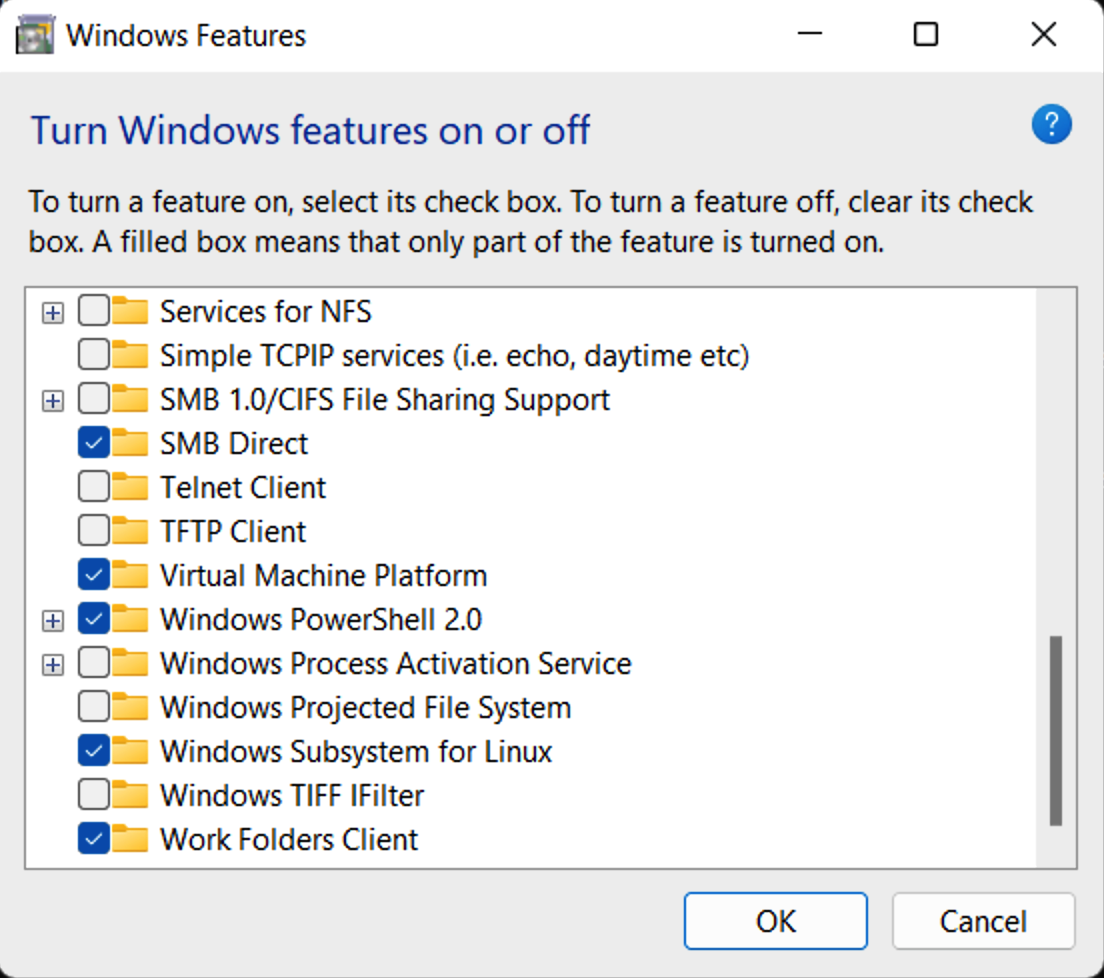 Windows Features
Turn Windows features on or off
?
To turn a feature on, select its check box. To turn a feature off, clear its check
box. A filled box means that only part of the feature is turned on.
Services for NFS
Simple TCPIP services (i.e. echo, daytime etc)
SMB 1.0/CIFS File Sharing Support
SMB Direct
Telnet Client
TFTP Client
Virtual Machine Platform
Windows PowerShell 2.0
Windows Process Activation Service
Windows Projected File System
Windows Subsystem for Linux
Windows TIFF IFilter
Work Folders Client
OK Cancel